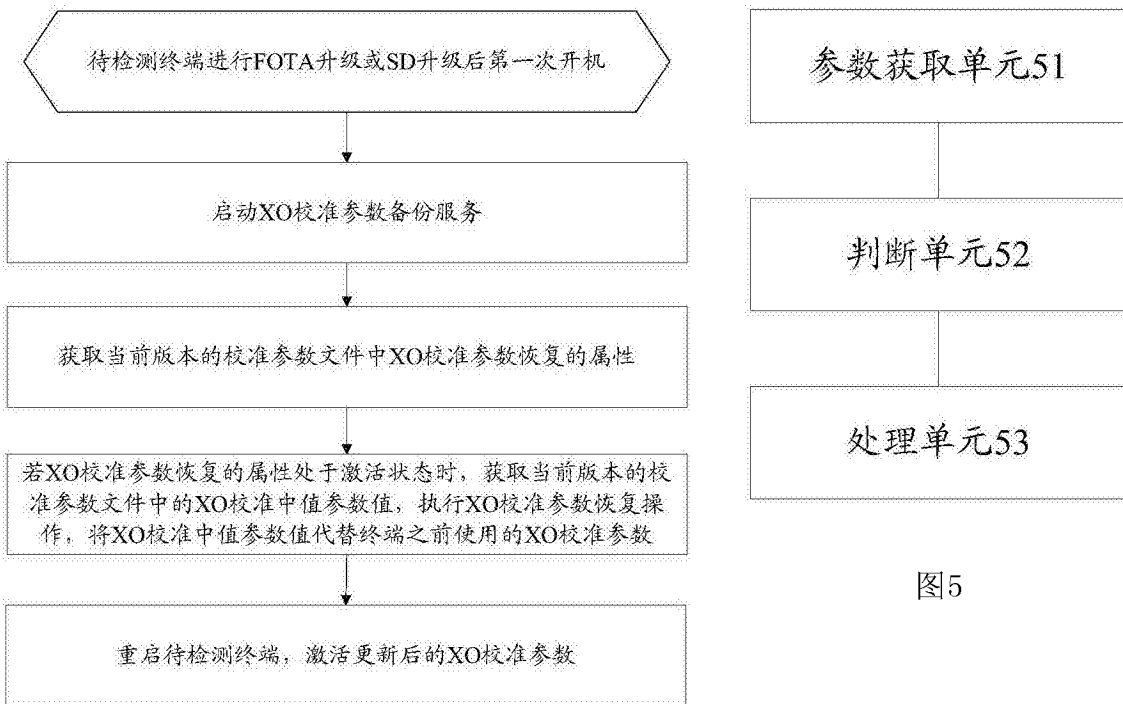 待检测终端进行FOTA升级或SD升级后第一次开机
启动XO校准参数备份服务
获取当前版本的校准参数文件中XO校准参数恢复的属性
若XO校准参数恢复的属性处于激活状态时，获取当前版本的校
准参数文件中的XO校准中值参数值，执行XO校准参数恢复操
作，将XO校准中值参数值代替终端之前使用的XO校准参数
重启待检测终端，激活更新后的XO校准参数
参数获取单元51
判断单元52
处理单元53
图5